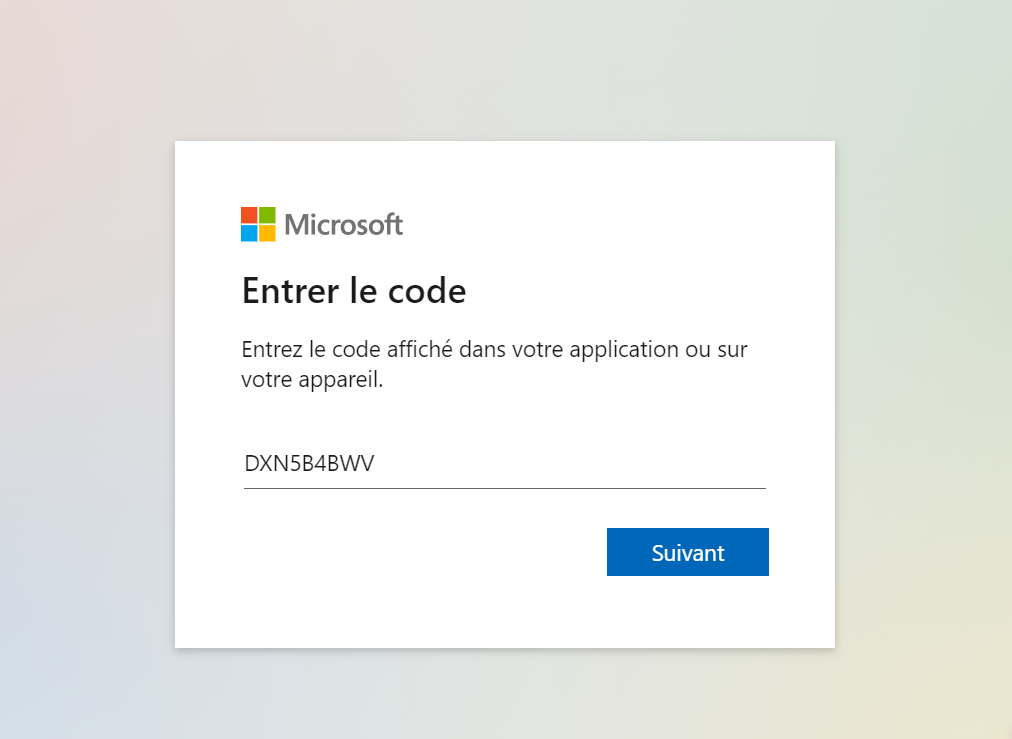 Microsoft
Entrer le code
Entrez le code affiché dans votre application ou sur
votre appareil.
DXN5B4BWV
Suivant